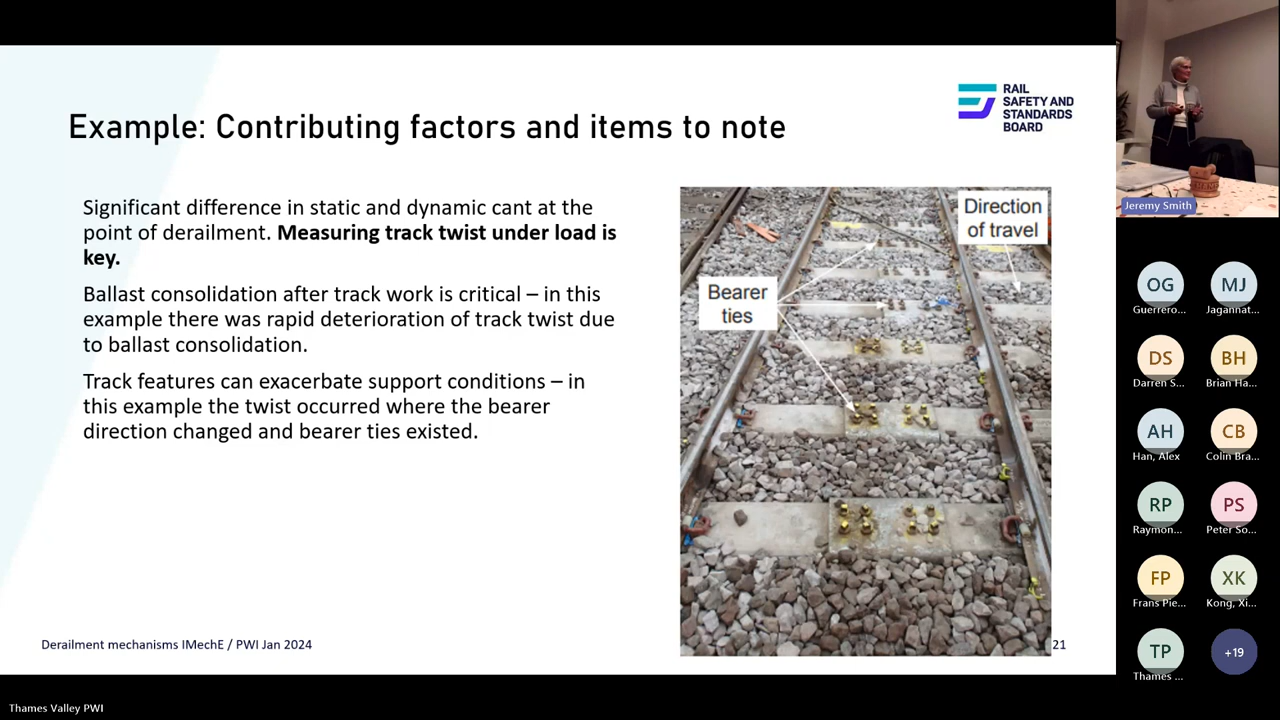 Example: Contributing factors and items to note
RAIL
SAFETY AND
STANDARDS
BOARD
Significant difference in static and dynamic cant at the
point of derailment. Measuring track twist under load is
key.
Ballast consolidation after track work is critical – in this
example there was rapid deterioration of track twist due
to ballast consolidation.
Track features can exacerbate support conditions – in
this example the twist occurred where the bearer
direction changed and bearer ties existed.
Direction
of travel
Bearer
ties
Derailment mechanisms IMechE / PWI Jan 2024
21
Jeremy Smith
OG
Guerrero...
MJ
Jagannat...
DS
Darren S...
BH
Brian Ha...
AH
Han, Alex
CB
Colin Bra...
RP
Raymon...
PS
Peter So...
FP
Frans Pie...
XK
Kong, Xi...
TP
Thames ...
+19
Thames Valley PWI